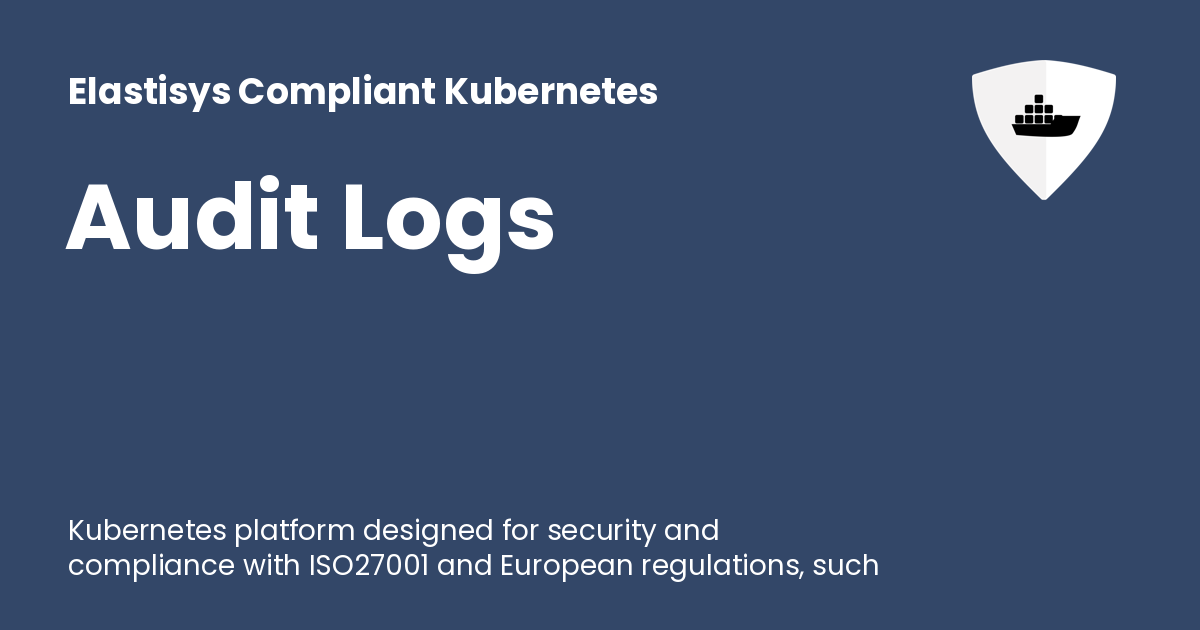 Elastisys Compliant Kubernetes
Audit Logs
Kubernetes platform designed for security and
compliance with ISO27001 and European regulations, such